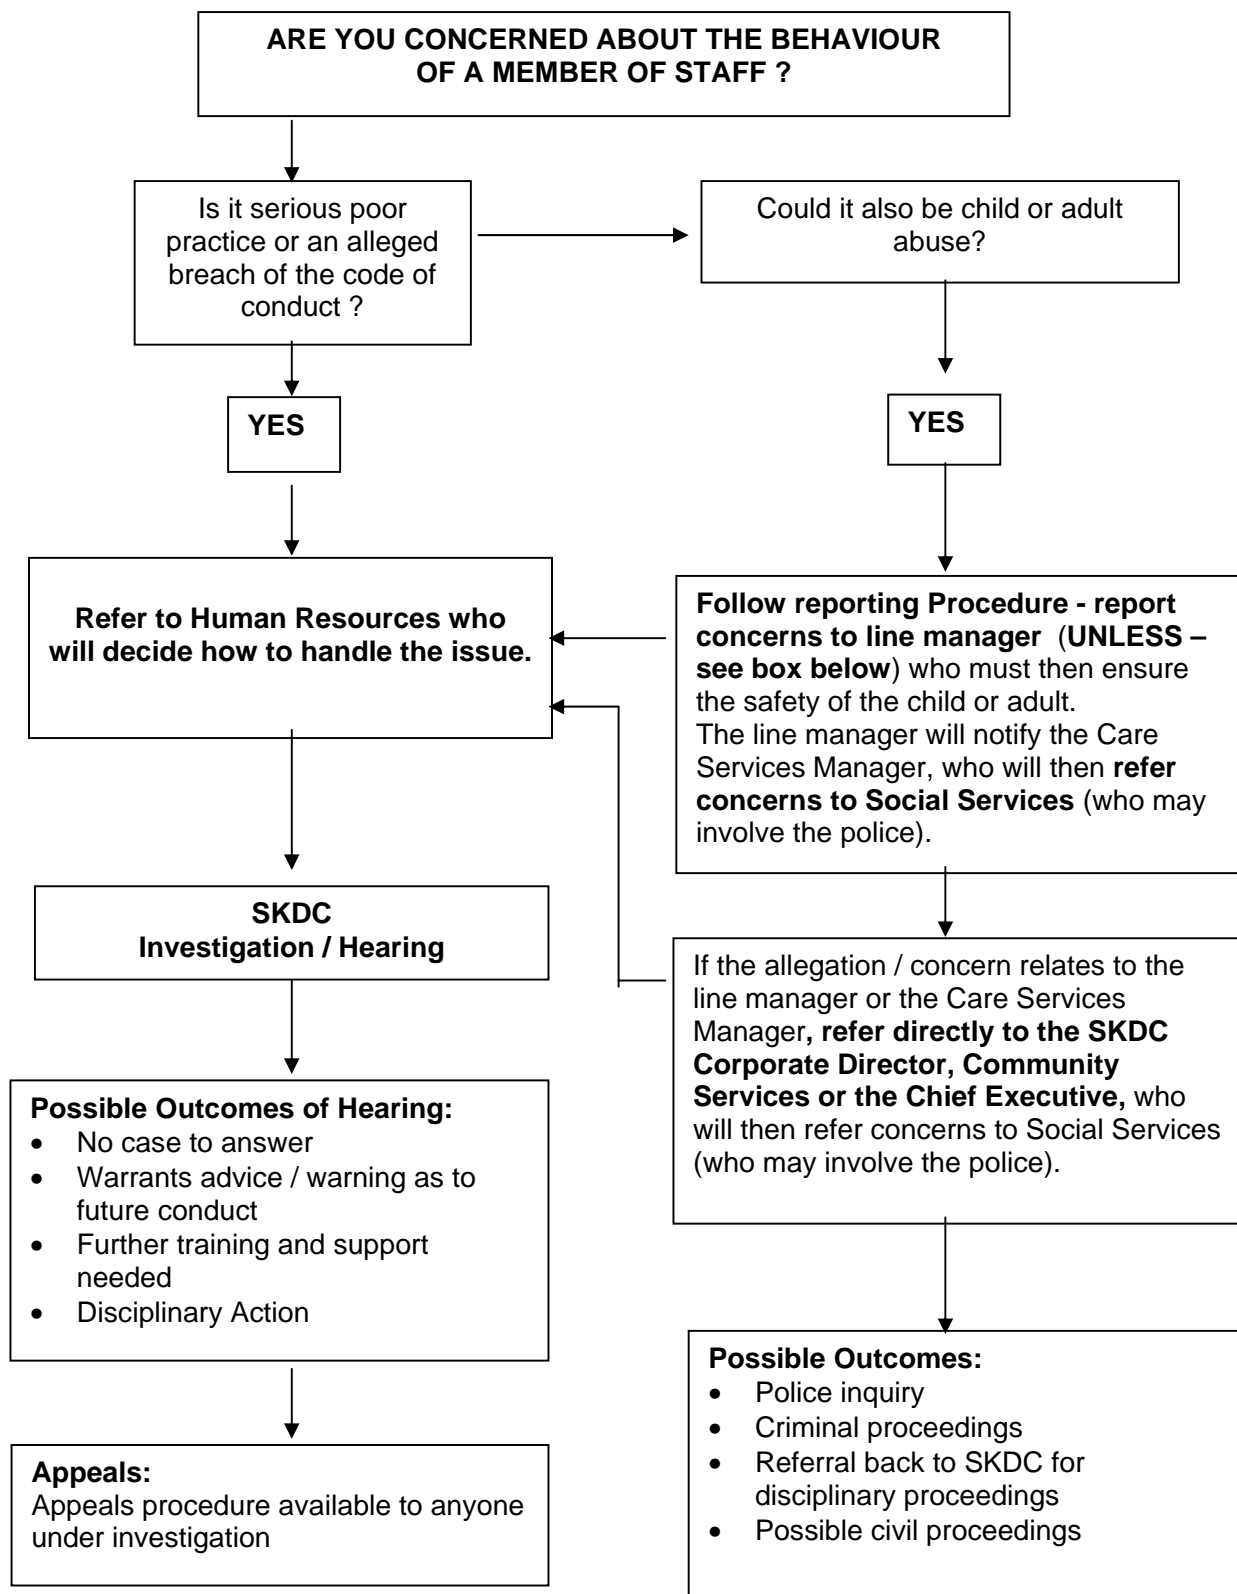 ARE YOU CONCERNED ABOUT THE BEHAVIOUR
OF A MEMBER OF STAFF ?
Is it serious poor
practice or an alleged
breach of the code of
conduct ?
Could it also be child or adult
abuse?
YES
YES
Refer to Human Resources who
will decide how to handle the issue.
Follow reporting Procedure - report
concerns to line manager (UNLESS –
see box below) who must then ensure
the safety of the child or adult.
The line manager will notify the Care
Services Manager, who will then refer
concerns to Social Services (who may
involve the police).
SKDC
Investigation / Hearing
If the allegation / concern relates to the
line manager or the Care Services
Manager, refer directly to the SKDC
Corporate Director, Community
Services or the Chief Executive, who
will then refer concerns to Social Services
(who may involve the police).
Possible Outcomes of Hearing:
• No case to answer
• Warrants advice / warning as to
future conduct
• Further training and support
needed
• Disciplinary Action
Possible Outcomes:
• Police inquiry
• Criminal proceedings
• Referral back to SKDC for
disciplinary proceedings
• Possible civil proceedings
Appeals:
Appeals procedure available to anyone
under investigation